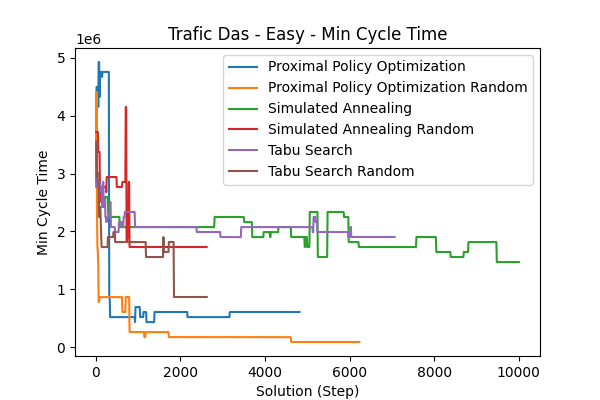 Trafic Das - Easy - Min Cycle Time
1e6
5
4
3
2
1
0
Min Cycle Time
Proximal Policy Optimization
Proximal Policy Optimization Random
Simulated Annealing
Simulated Annealing Random
Tabu Search
Tabu Search Random
0 2000 4000 6000 8000 10000
Solution (Step)